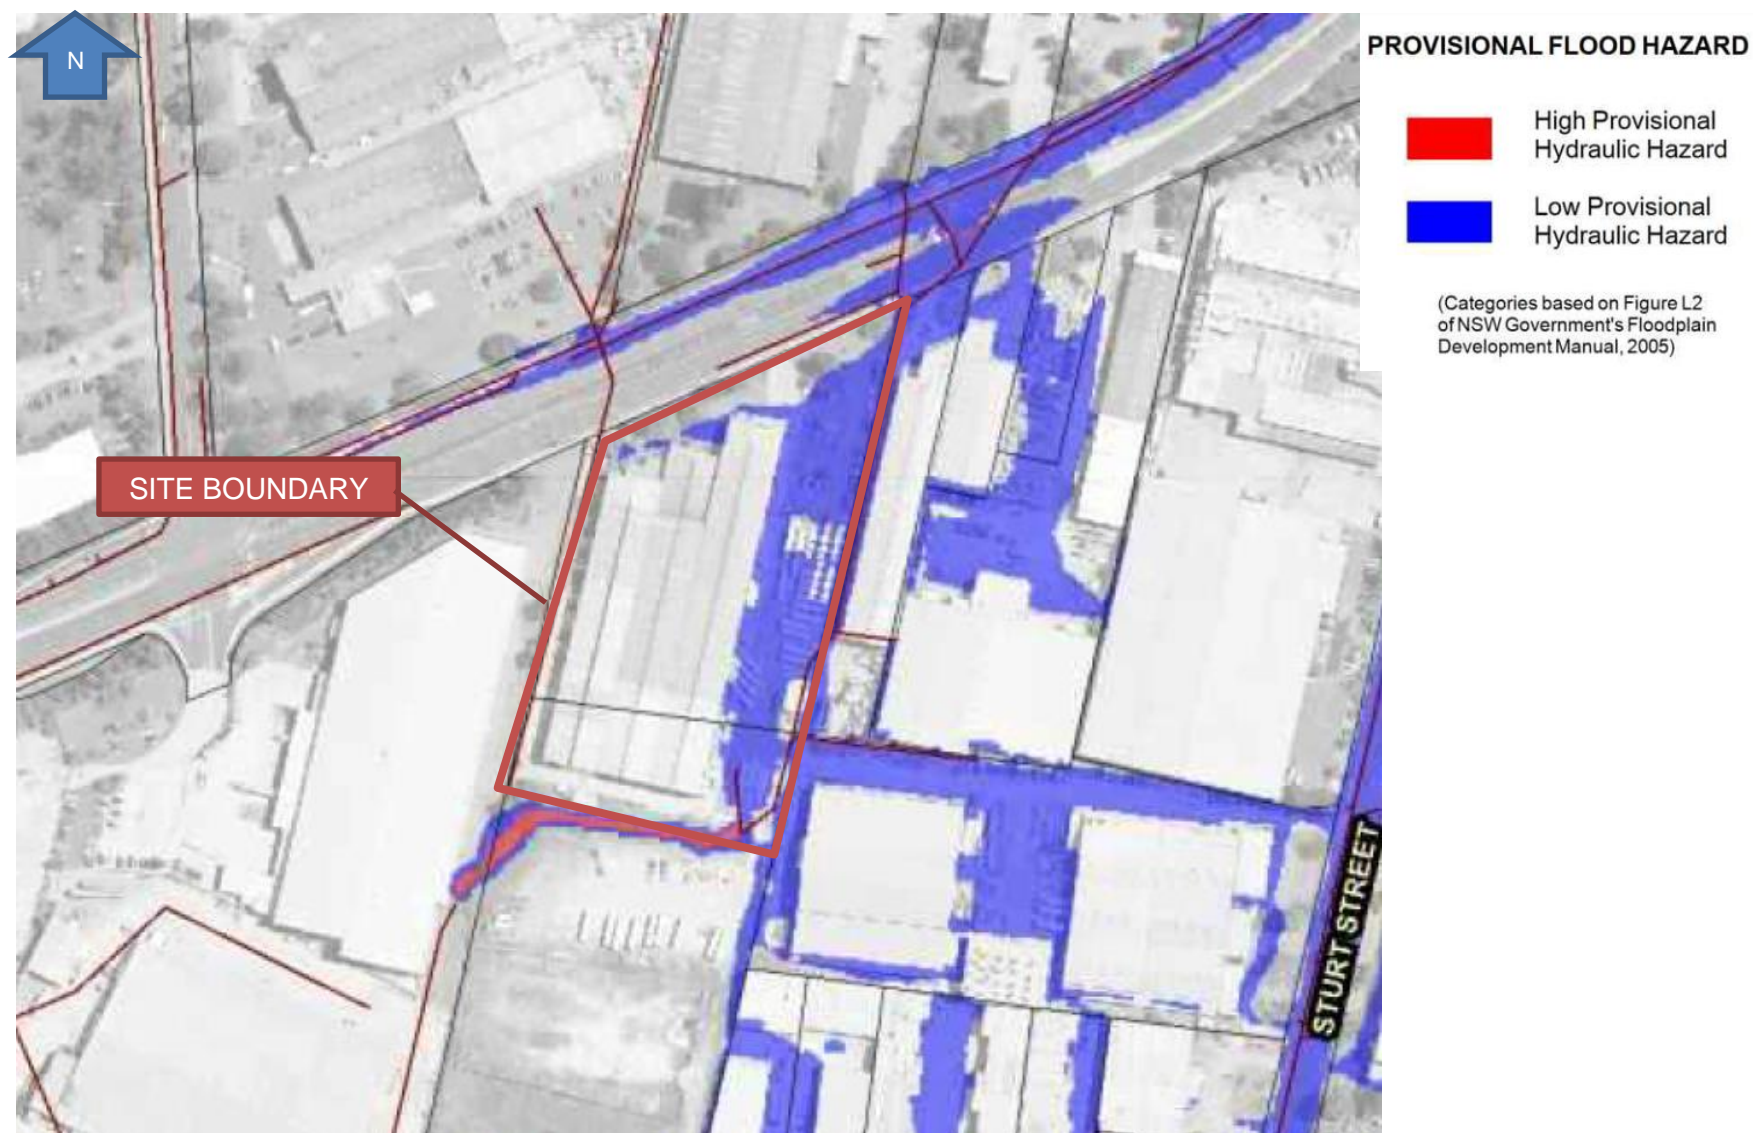 N
PROVISIONAL FLOOD HAZARD
High Provisional
Hydraulic Hazard
Low Provisional
Hydraulic Hazard
(Categories based on Figure L2
of NSW Government's Floodplain
Development Manual, 2005)
SITE BOUNDARY
STURT STREET